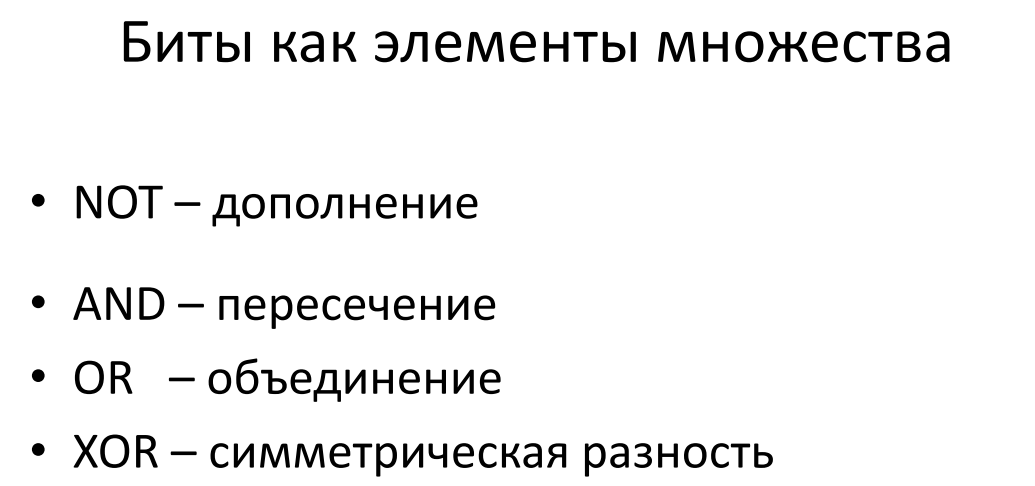 Биты как элементы множества
• NOT – дополнение
• AND – пересечение
• OR – объединение
• XOR – симметрическая разность